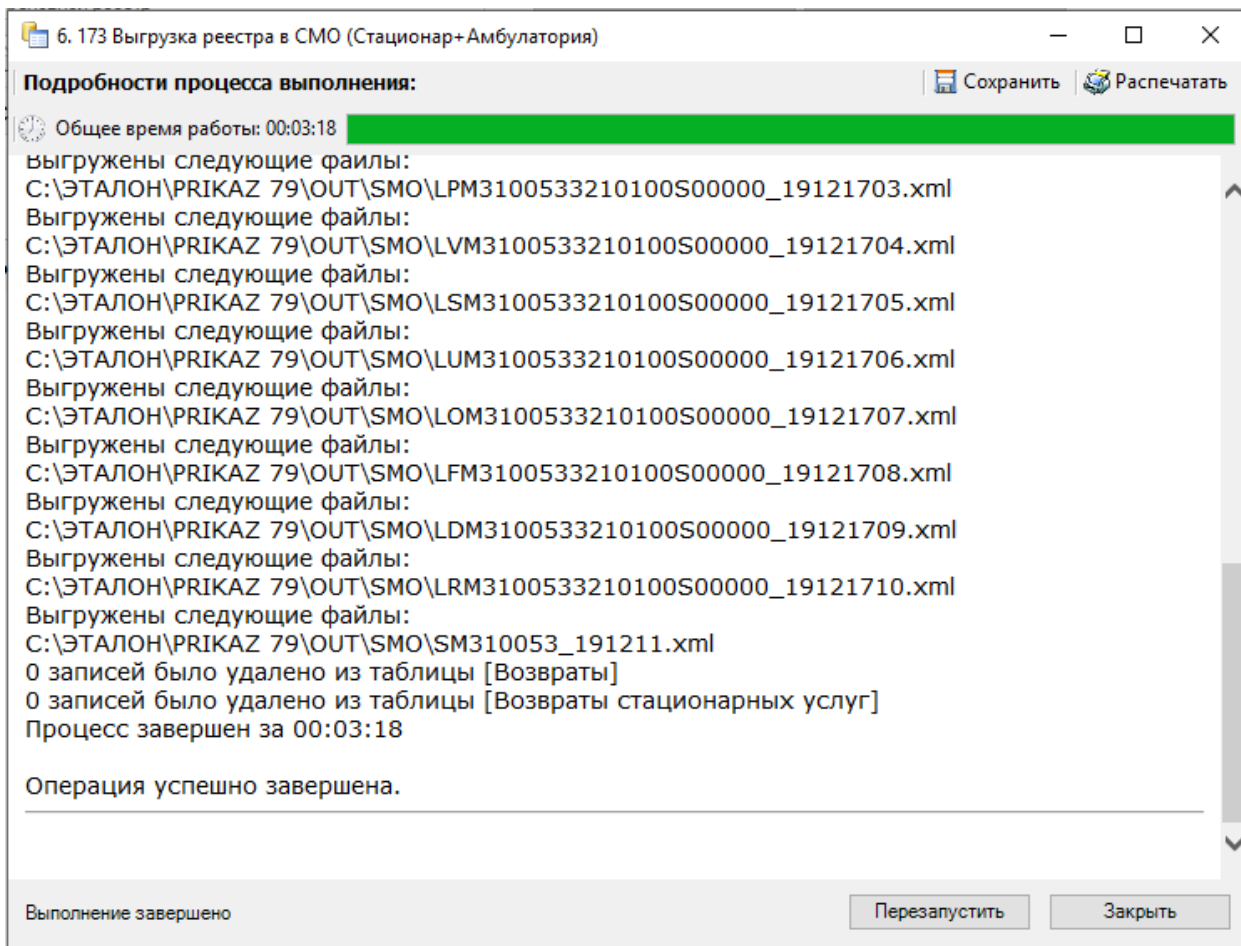 6. 173 Выгрузка реестра в СМО (Стационар+Амбулатория)
Подробности процесса выполнения:
Сохранить
Распечатать
Общее время работы: 00:03:18
Выгружены следующие файлы:
C:\ЭТАЛОН\PRIKAZ 79\OUT\SMO\LPM3100533210100S00000_19121703.xml
Выгружены следующие файлы:
C:\ЭТАЛОН\PRIKAZ 79\OUT\SMO\LVM3100533210100S00000_19121704.xml
Выгружены следующие файлы:
C:\ЭТАЛОН\PRIKAZ 79\OUT\SMO\LSM3100533210100S00000_19121705.xml
Выгружены следующие файлы:
C:\ЭТАЛОН\PRIKAZ 79\OUT\SMO\LUM3100533210100S00000_19121706.xml
Выгружены следующие файлы:
C:\ЭТАЛОН\PRIKAZ 79\OUT\SMO\LOM3100533210100S00000_19121707.xml
Выгружены следующие файлы:
C:\ЭТАЛОН\PRIKAZ 79\OUT\SMO\LFM3100533210100S00000_19121708.xml
Выгружены следующие файлы:
C:\ЭТАЛОН\PRIKAZ 79\OUT\SMO\LDM3100533210100S00000_19121709.xml
Выгружены следующие файлы:
C:\ЭТАЛОН\PRIKAZ 79\OUT\SMO\LRM3100533210100S00000_19121710.xml
Выгружены следующие файлы:
C:\ЭТАЛОН\PRIKAZ 79\OUT\SMO\SM310053_191211.xml
0 записей было удалено из таблицы [Возвраты]
0 записей было удалено из таблицы [Возвраты стационарных услуг]
Процесс завершен за 00:03:18
Операция успешно завершена.
Выполнение завершено
Перезапустить
Закрыть